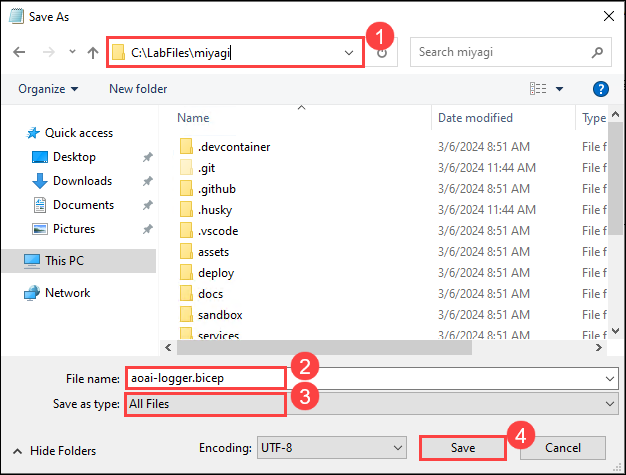 Save As
1
C:\LabFiles\miyagi
Search miyagi
Organize
New folder
?
Name
Date modified
Type
Quick access
Desktop
Downloads
Documents
Pictures
This PC
Network
.devcontainer 3/6/2024 8:51 AM File f
.git 3/6/2024 11:44 AM File f
.github 3/6/2024 8:51 AM File f
.husky 3/6/2024 11:44 AM File f
.vscode 3/6/2024 8:51 AM File f
assets 3/6/2024 8:51 AM File f
deploy 3/6/2024 8:51 AM File f
docs 3/6/2024 8:51 AM File f
sandbox 3/6/2024 8:51 AM File f
services 3/6/2024 8:51 AM File f
2
File name: aoai-logger.bicep
3
Save as type: All Files
4
Hide Folders
Encoding: UTF-8
Save
Cancel